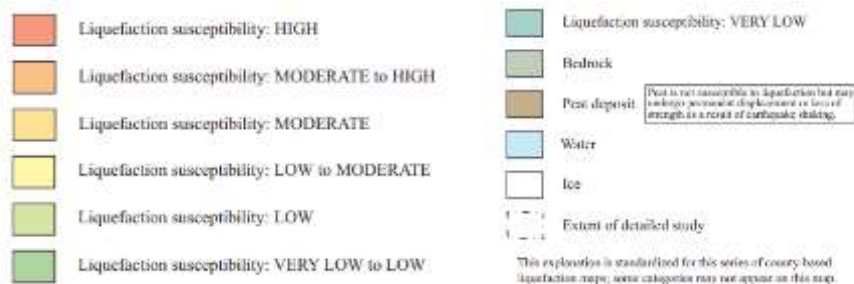 Liquefaction susceptibility: HIGH
Liquefaction susceptibility: MODERATE to HIGH
Liquefaction susceptibility: MODERATE
Liquefaction susceptibility: LOW to MODERATE
Liquefaction susceptibility: LOW
Liquefaction susceptibility: VERY LOW to LOW
Liquefaction susceptibility: VERY LOW
Bedrock
Peat deposit
Peat is not susceptible to liquefaction but may
undergo permanent displacement or loss of
strength as a result of earthquake shaking.
Water
Ice
Extent of detailed study
This explanation is standardized for this series of county-based
liquefaction maps; some categories may not appear on this map.